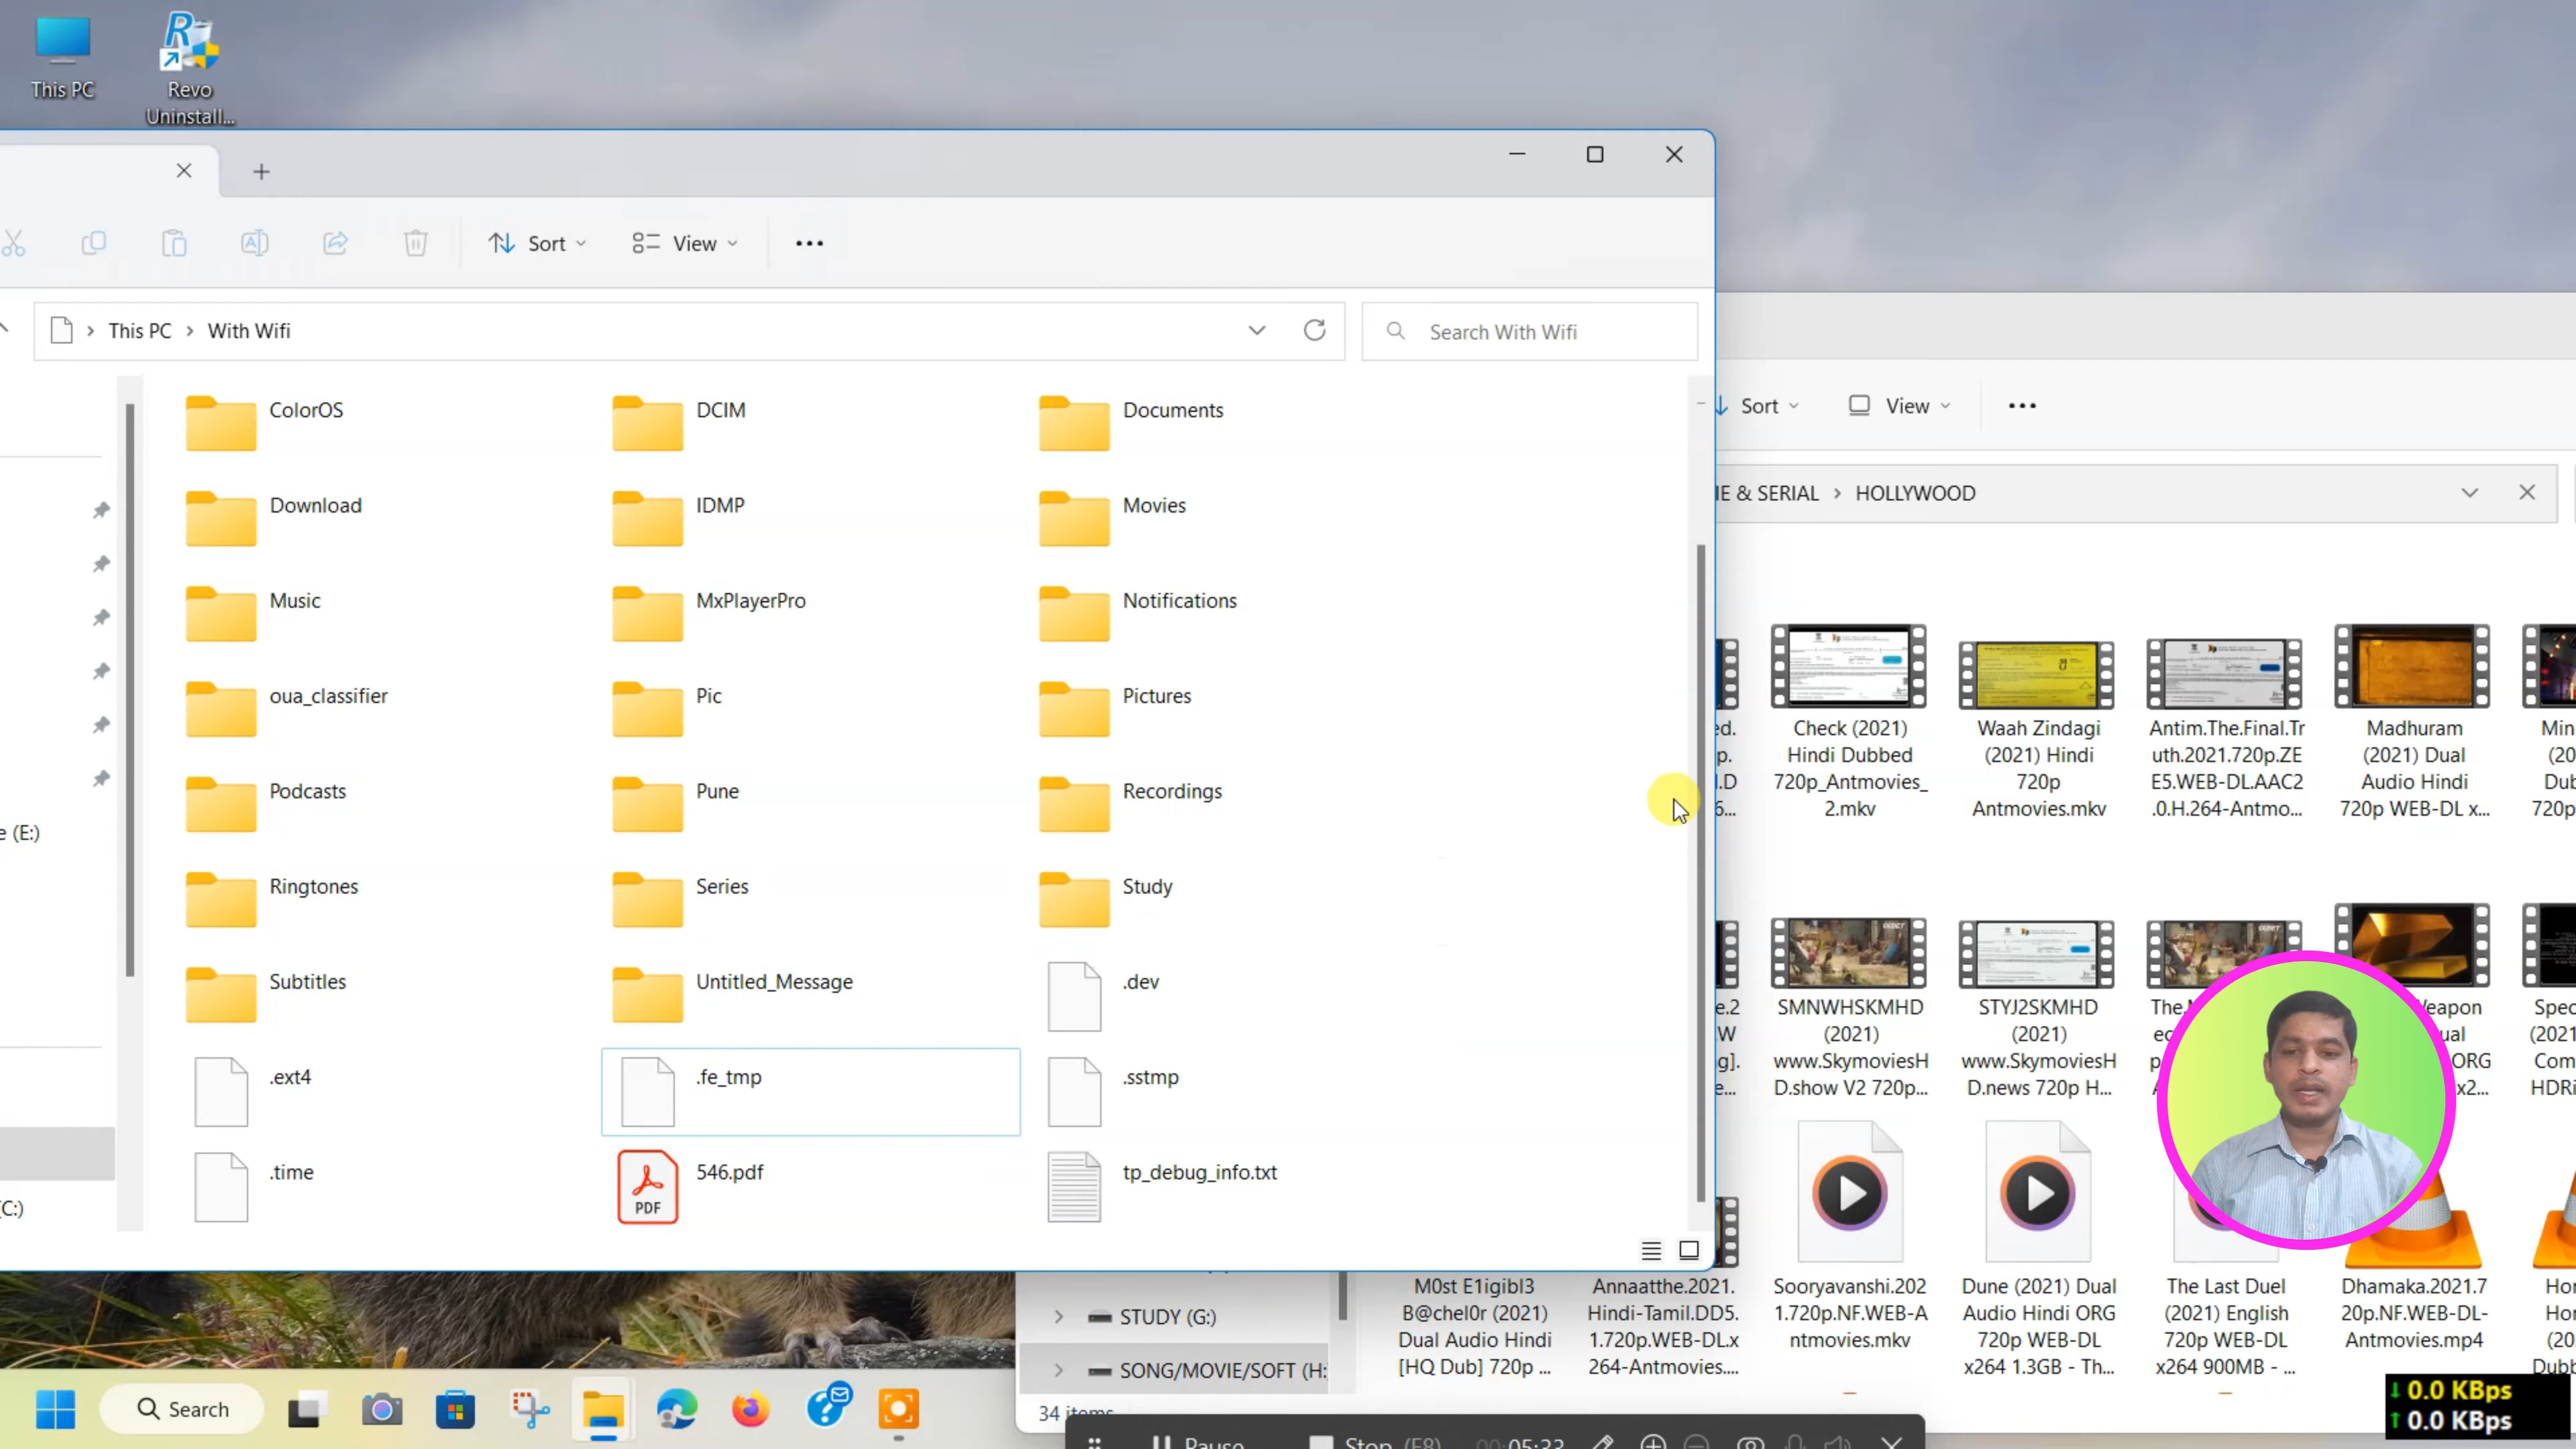 This PC
Revo
Uninstall...
Sort
View
This PC > With Wifi
Search With Wifi
ColorOS
DCIM
Documents
Download
IDMP
Movies
Music
MxPlayerPro
Notifications
oua_classifier
Pic
Pictures
Podcasts
Pune
Recordings
Ringtones
Series
Study
Subtitles
Untitled_Message
.dev
.ext4
.fe_tmp
.sstmp
.time
546.pdf
PDF
tp_debug_info.txt
e (E:)
(C:)
Sort
View
IE & SERIAL > HOLLYWOOD
Check (2021)
Hindi Dubbed
720p_Antmovies_
2.mkv
Waah Zindagi
(2021) Hindi
720p
Antmovies.mkv
Antim.The.Final.Tr
uth.2021.720p.ZE
E5.WEB-DL.AAC2
.0.H.264-Antmo...
Madhuram
(2021) Dual
Audio Hindi
720p WEB-DL x...
SMNWHSKMHD
(2021)
www.SkymoviesH
D.show V2 720p...
STYJ2SKMHD
(2021)
www.SkymoviesH
D.news 720p H...
M0st E1igibl3
B@chel0r (2021)
Dual Audio Hindi
[HQ Dub] 720p ...
Annaatthe.2021.
Hindi-Tamil.DD5.
1.720p.WEB-DL.x
264-Antmovies....
Sooryavanshi.202
1.720p.NF.WEB-A
ntmovies.mkv
Dune (2021) Dual
Audio Hindi ORG
720p WEB-DL
x264 1.3GB - Th...
The Last Duel
(2021) English
720p WEB-DL
x264 900MB - ...
Dhamaka.2021.7
20p.NF.WEB-DL-
Antmovies.mp4
STUDY (G:)
SONG/MOVIE/SOFT (H:
34 items
Search
Pause
Stop (F8)
00:05:33
↓ 0.0 KBps
↑ 0.0 KBps